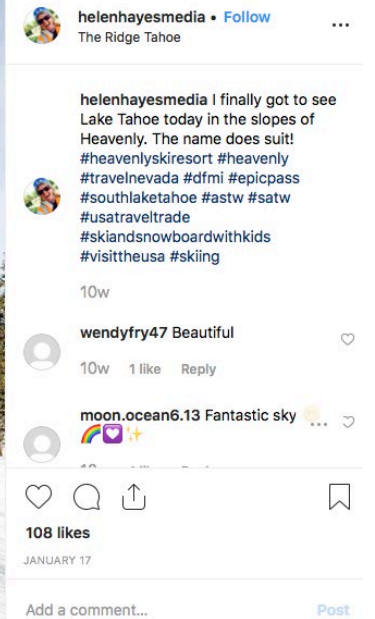 helenhayesmedia • Follow
The Ridge Tahoe
helenhayesmedia I finally got to see
Lake Tahoe today in the slopes of
Heavenly. The name does suit!
#heavenlyskiresort #heavenly
#travelnevada #dfmi #epicpass
#southlaketahoe #astw #satw
#usatraveltrade
#skiandsnowboardwithkids
#visittheusa #skiing
10w
wendyfry47 Beautiful
10w 1 like Reply
moon.ocean6.13 Fantastic sky
108 likes
JANUARY 17
Add a comment... Post